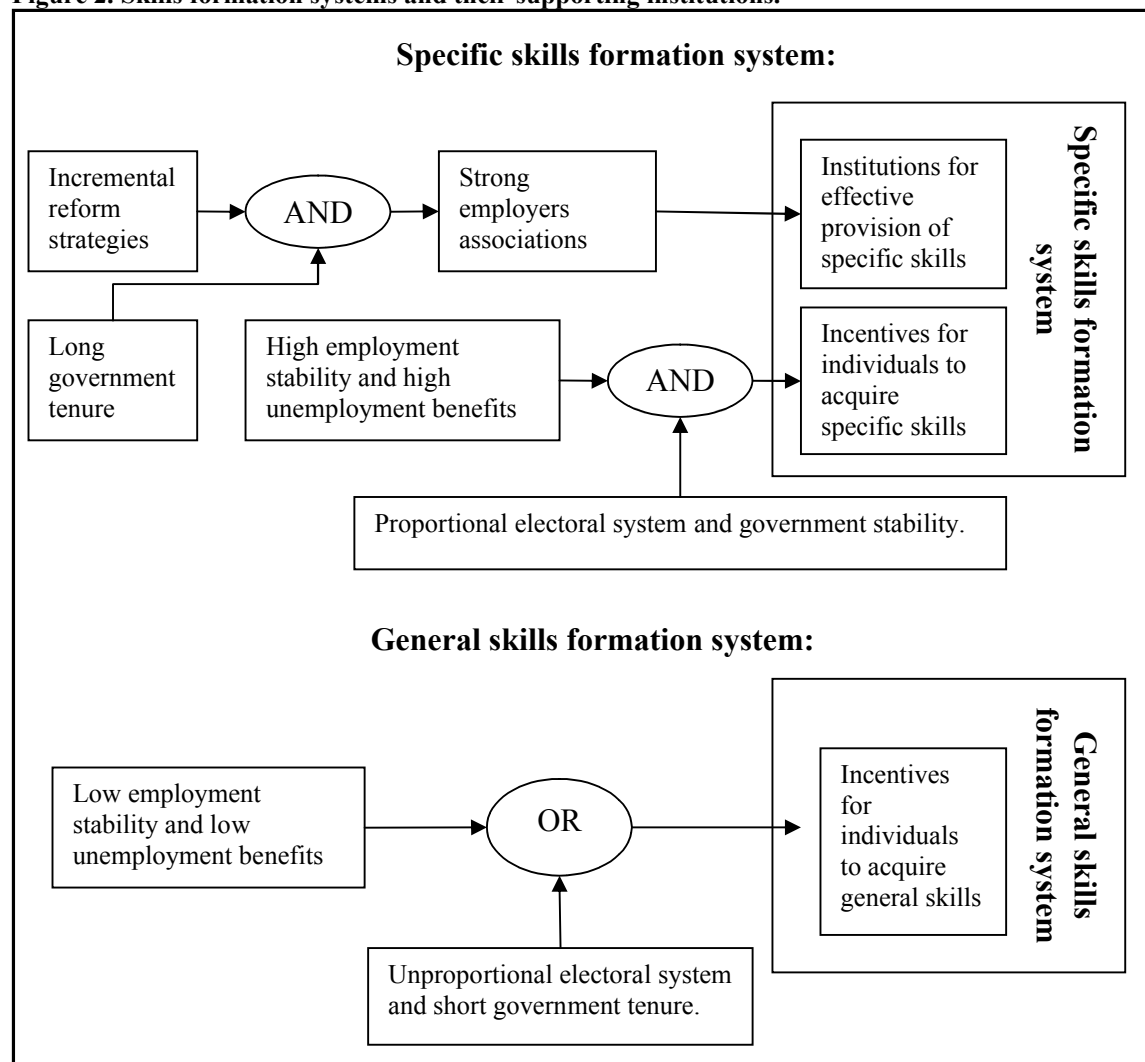 Figure 2. Skills formation systems and their supporting institutions.
Specific skills formation system:
Incremental
reform
strategies
AND
Strong
employers
associations
Institutions for
effective
provision of
specific skills
Long
government
tenure
High employment
stability and high
unemployment benefits
AND
Incentives for
individuals to
acquire
specific skills
Specific skills formation
system
Proportional electoral system and government stability.
General skills formation system:
Low employment
stability and low
unemployment benefits
OR
Incentives
for
individuals
to acquire
general skills
General skills
formation system
Unproportional electoral system
and short government tenure.